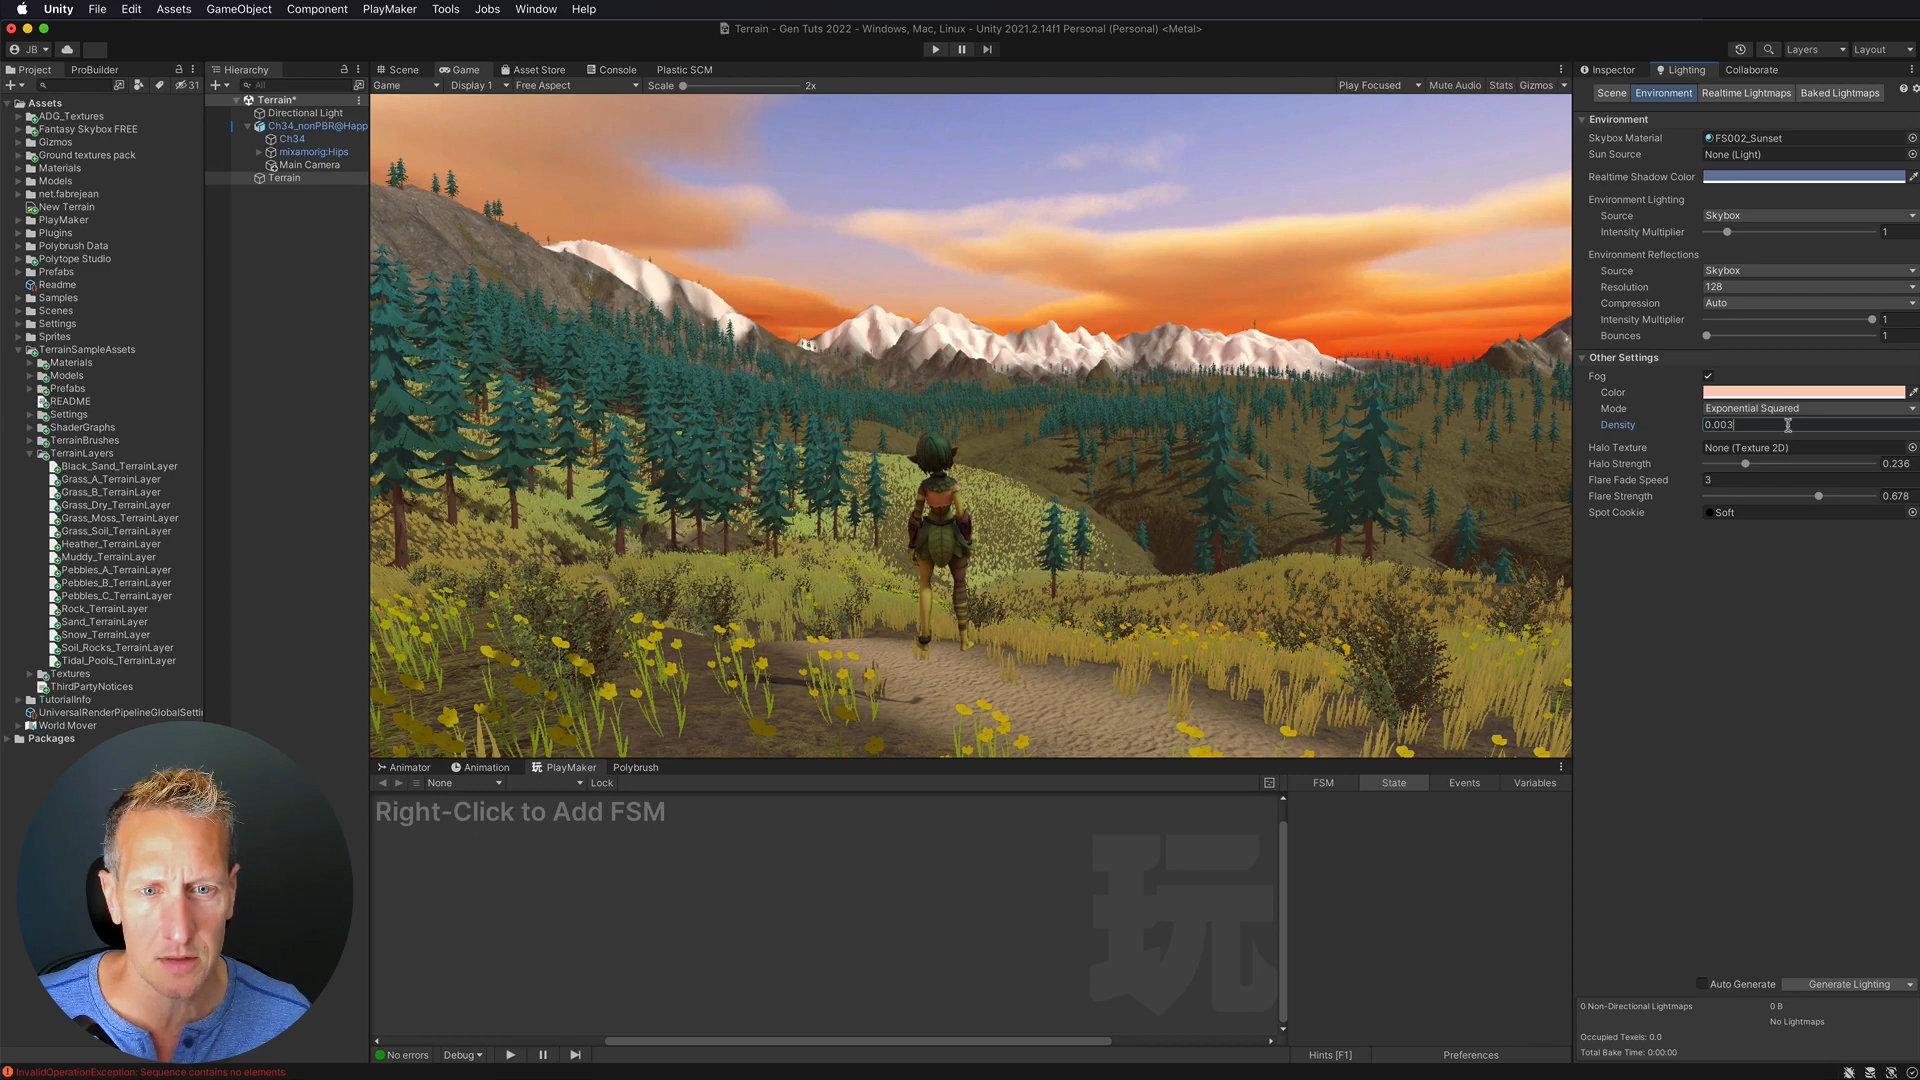 Unity File Edit Assets GameObject Component PlayMaker Tools Jobs Window Help
Terrain - Gen Tuts 2022 - Windows, Mac, Linux - Unity 2021.2.14f1 Personal (Personal) <Metal>
JB
Layers
Layout
Project
ProBuilder
31
Assets
ADG_Textures
Fantasy Skybox FREE
Gizmos
Ground textures pack
Materials
Models
net.fabrejean
New Terrain
PlayMaker
Plugins
Polybrush Data
Polytope Studio
Prefabs
Readme
Samples
Scenes
Settings
Sprites
TerrainSampleAssets
Materials
Models
Prefabs
README
Settings
ShaderGraphs
TerrainBrushes
TerrainLayers
Black_Sand_TerrainLayer
Grass_A_TerrainLayer
Grass_B_TerrainLayer
Grass_Dry_TerrainLayer
Grass_Moss_TerrainLayer
Grass_Soil_TerrainLayer
Heather_TerrainLayer
Muddy_TerrainLayer
Pebbles_A_TerrainLayer
Pebbles_B_TerrainLayer
Pebbles_C_TerrainLayer
Rock_TerrainLayer
Sand_TerrainLayer
Snow_TerrainLayer
Soil_Rocks_TerrainLayer
Tidal_Pools_TerrainLayer
Textures
ThirdPartyNotices
TutorialInfo
UniversalRenderPipelineGlobalSetti
World Mover
Packages
Hierarchy
All
Terrain*
Directional Light
Ch34_nonPBR@Happ
Ch34
mixamorig:Hips
Main Camera
Terrain
Scene Game Asset Store Console Plastic SCM
Game Display 1 Free Aspect Scale 2x Play Focused Mute Audio Stats Gizmos
Animator Animation PlayMaker Polybrush
None Lock FSM State Events Variables
Right-Click to Add FSM
玩
No errors Debug Hints [F1] Preferences
InvalidOperationException: Sequence contains no elements
Inspector Lighting Collaborate
Scene Environment Realtime Lightmaps Baked Lightmaps
Environment
Skybox Material FS002_Sunset
Sun Source None (Light)
Realtime Shadow Color
Environment Lighting
Source Skybox
Intensity Multiplier 1
Environment Reflections
Source Skybox
Resolution 128
Compression Auto
Intensity Multiplier 1
Bounces 1
Other Settings
Fog
Color
Mode Exponential Squared
Density 0.003
Halo Texture None (Texture 2D)
Halo Strength 0.236
Flare Fade Speed 3
Flare Strength 0.678
Spot Cookie Soft
Auto Generate Generate Lighting
0 Non-Directional Lightmaps 0 B
No Lightmaps
Occupied Texels: 0.0
Total Bake Time: 0:00:00